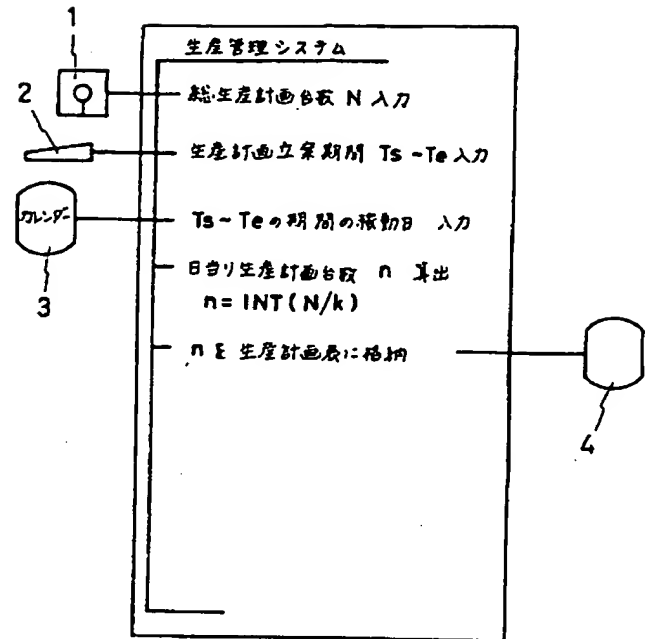 1
生産管理システム
総生産計画台数 N 入力
2
生産計画立案期間 Ts~Te 入力
カレンダー
Ts~Teの期間の稼動日 入力
3
日当り生産計画台数 n 算出
n=INT(N/k)
nを生産計画表に格納
4